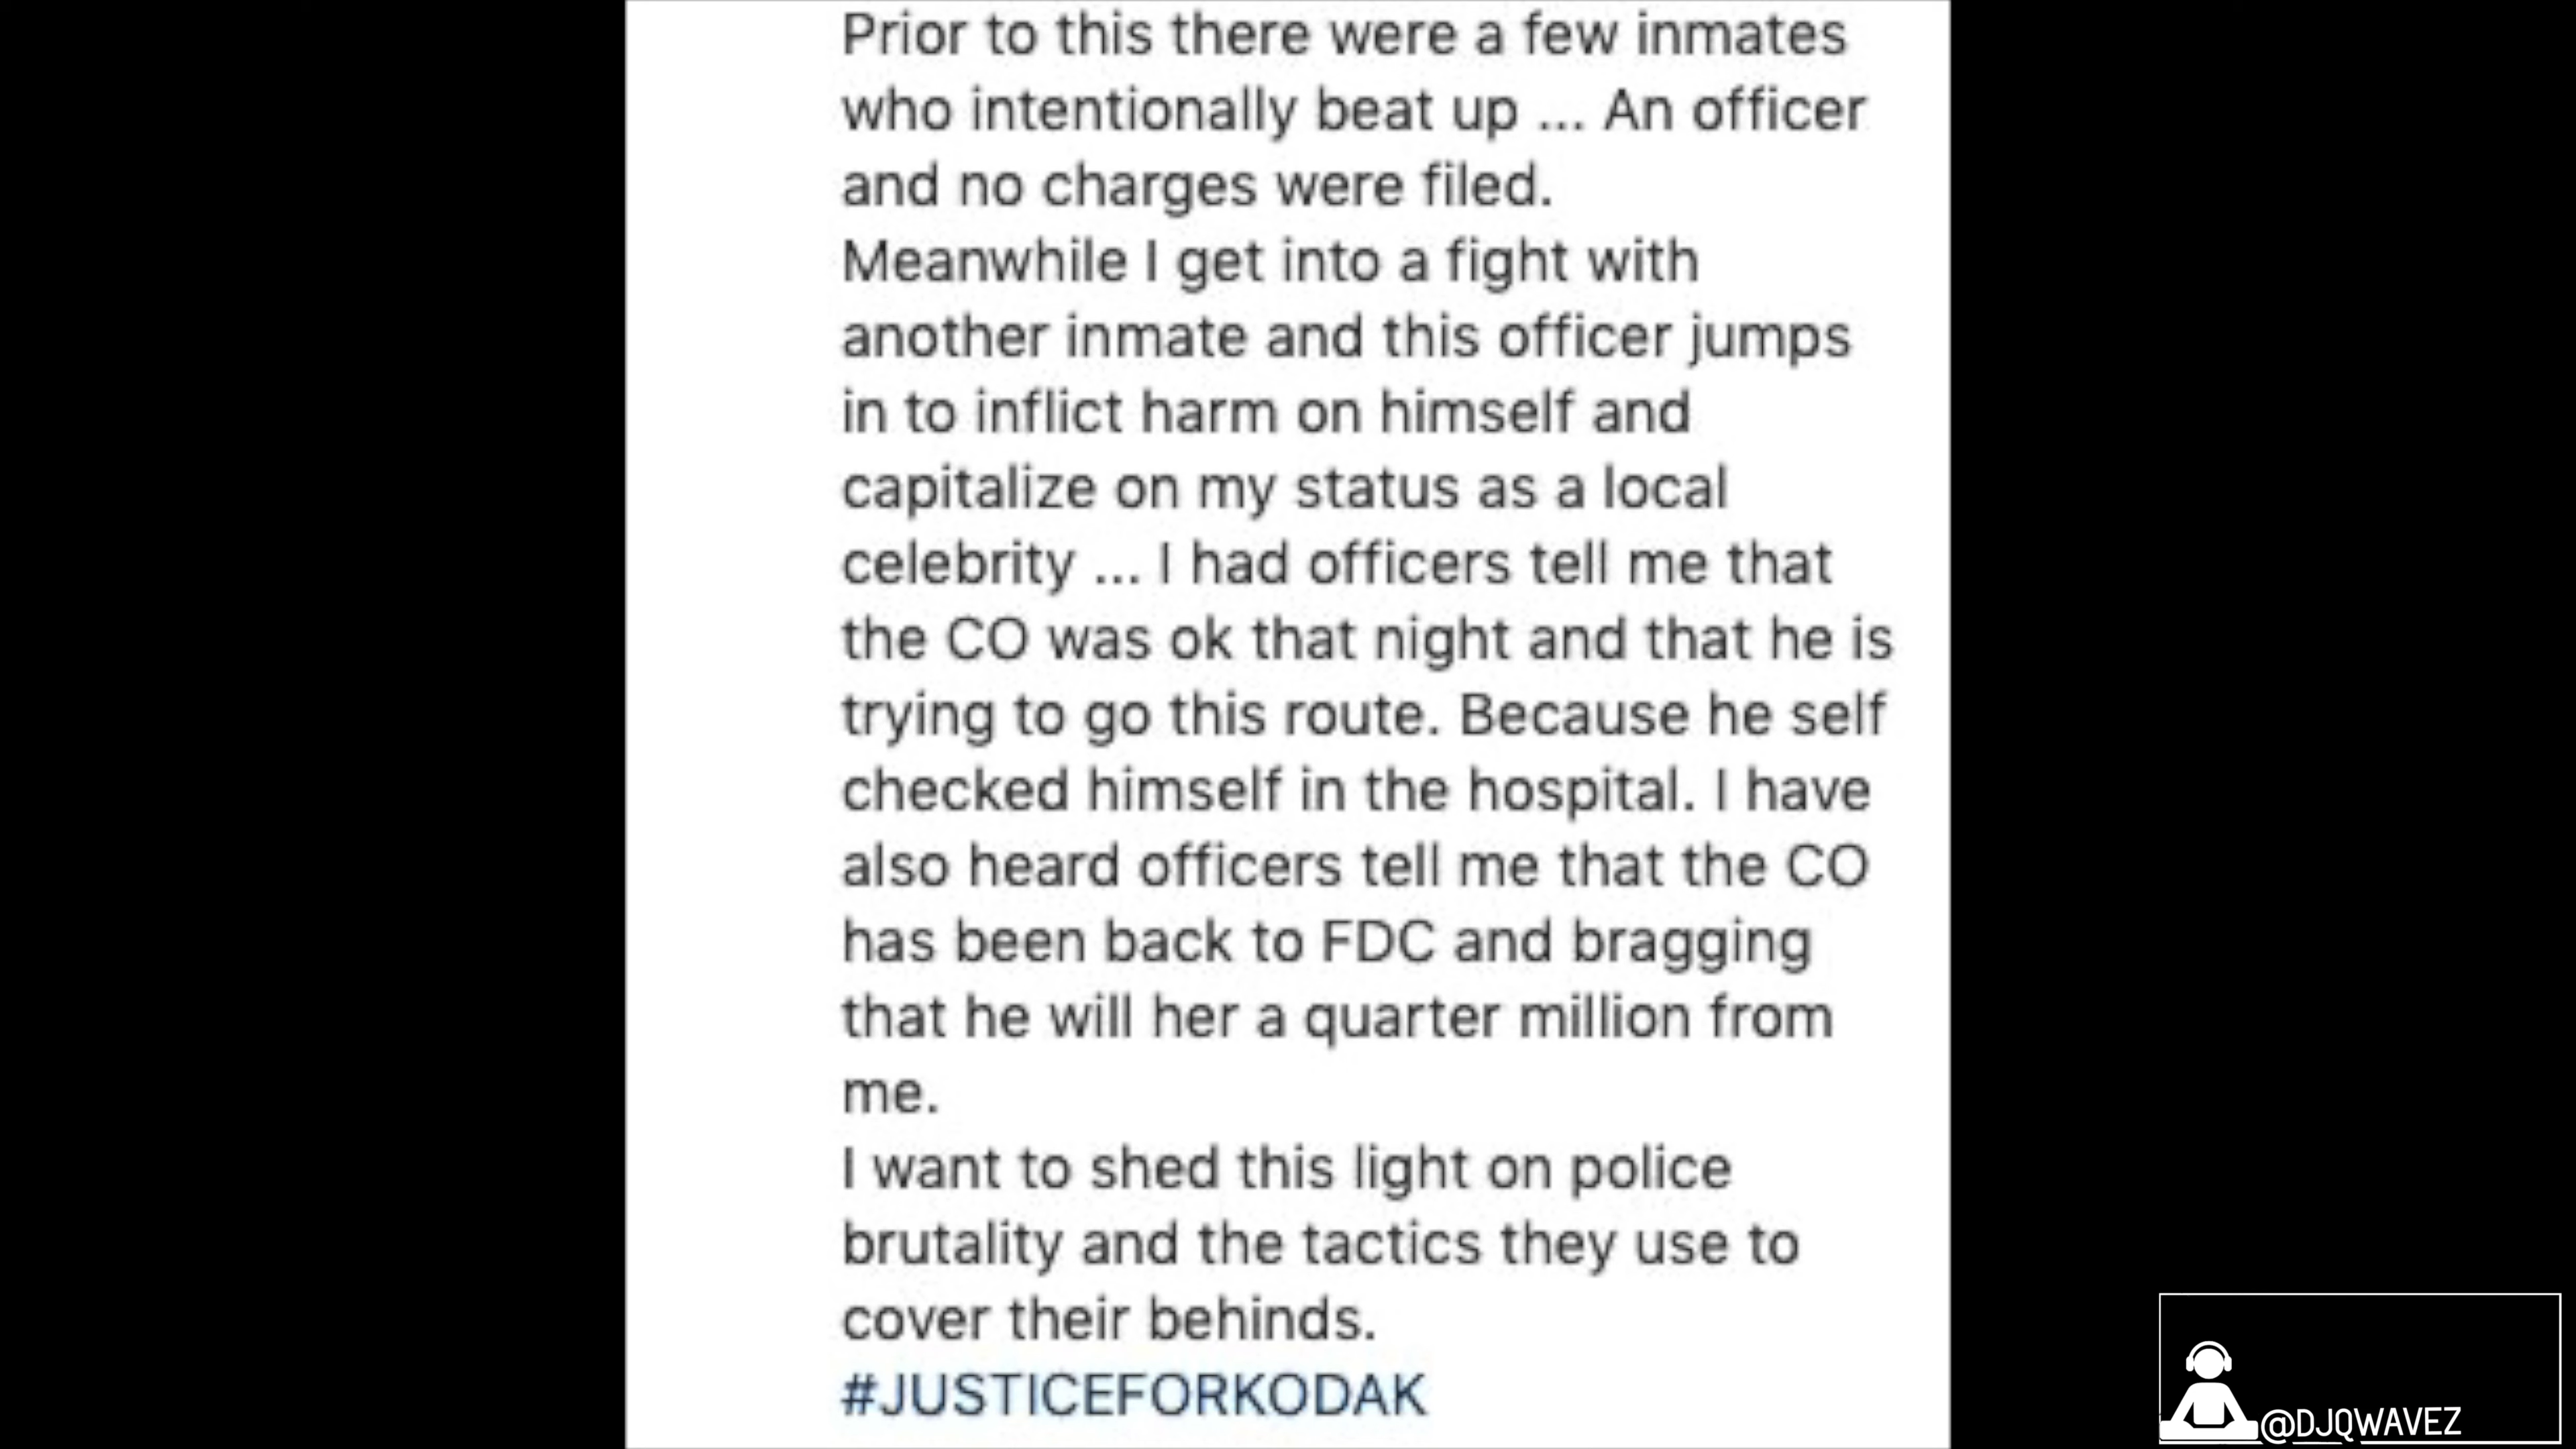 Prior to this there were a few inmates
who intentionally beat up ... An officer
and no charges were filed.
Meanwhile I get into a fight with
another inmate and this officer jumps
in to inflict harm on himself and
capitalize on my status as a local
celebrity ... I had officers tell me that
the CO was ok that night and that he is
trying to go this route. Because he self
checked himself in the hospital. I have
also heard officers tell me that the CO
has been back to FDC and bragging
that he will her a quarter million from
me.
I want to shed this light on police
brutality and the tactics they use to
cover their behinds.
#JUSTICEFORKODAK
@DJQWAVEZ